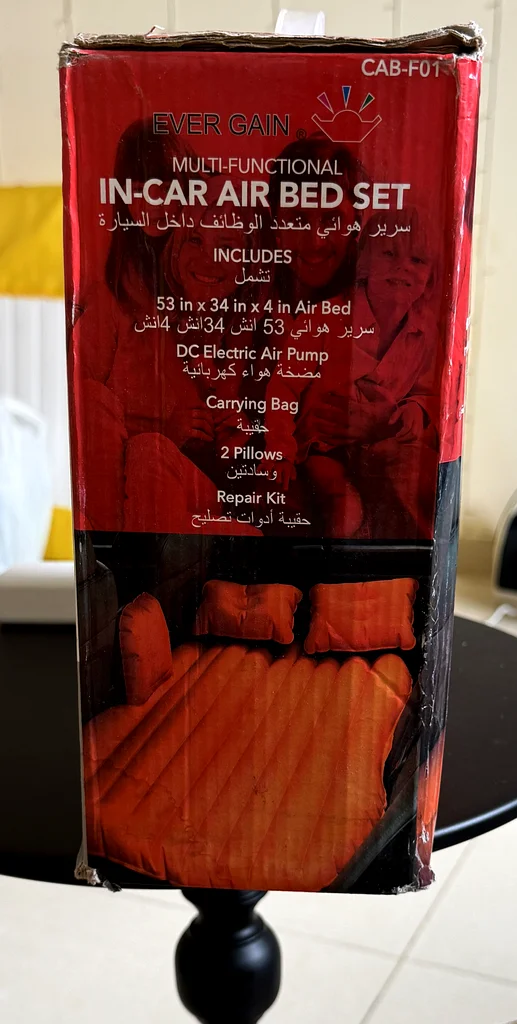 CAB-F01
EVER GAIN ®
MULTI-FUNCTIONAL
IN-CAR AIR BED SET
سرير هوائي متعدد الوظائف داخل السيارة
INCLUDES
تشمل
53 in x 34 in x 4 in Air Bed
سرير هوائي 53 انش 34انش 4انش
DC Electric Air Pump
مضخة هواء كهربائية
Carrying Bag
حقيبة
2 Pillows
وسادتين
Repair Kit
حقيبة أدوات تصليح